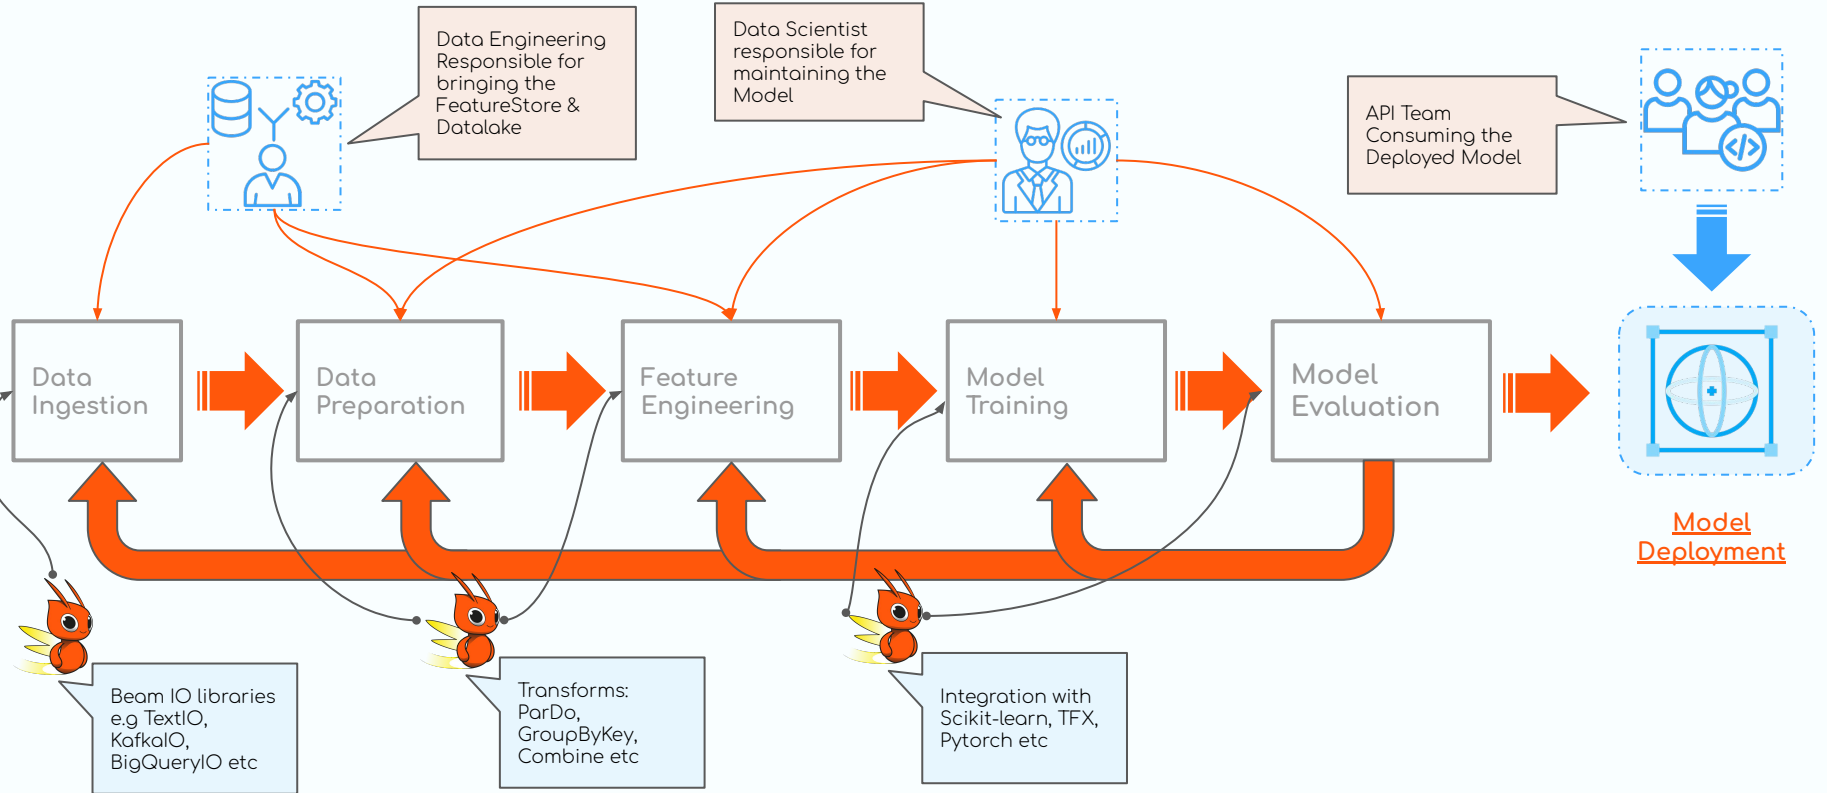 Data Engineering
Responsible for
bringing the
FeatureStore &
Datalake
Data Scientist
responsible for
maintaining the
Model
API Team
Consuming the
Deployed Model
Data
Ingestion
Data
Preparation
Feature
Engineering
Model
Training
Model
Evaluation
Model
Deployment
Beam IO libraries
e.g TextIO,
KafkaIO,
BigQueryIO etc
Transforms:
ParDo,
GroupByKey,
Combine etc
Integration with
Scikit-learn, TFX,
Pytorch etc